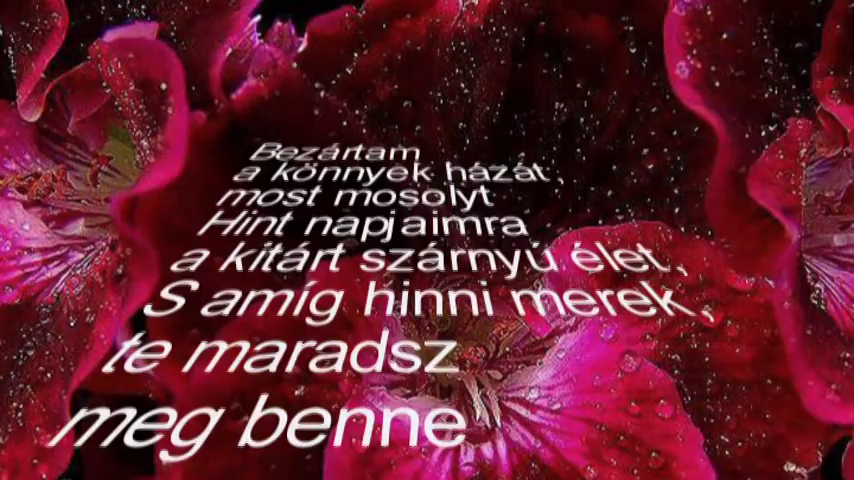 Bezártam
a könnyek házát,
most mosolyt
Hint napjaimra
a kitárt szárnyú élet,
S amíg hinni merek,
te maradsz
meg benne